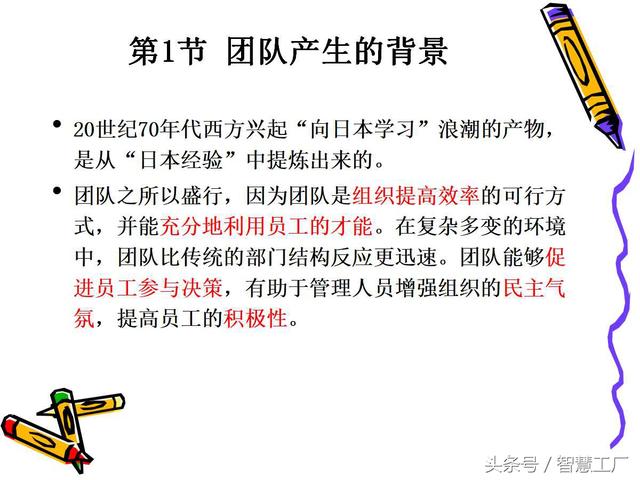 第1节 团队产生的背景
• 20世纪70年代西方兴起“向日本学习”浪潮的产物，
是从“日本经验”中提炼出来的。
• 团队之所以盛行，因为团队是组织提高效率的可行方
式，并能充分地利用员工的才能。在复杂多变的环境
中，团队比传统的部门结构反应更迅速。团队能够促
进员工参与决策，有助于管理人员增强组织的民主气
氛，提高员工的积极性。
头条号／智慧工厂